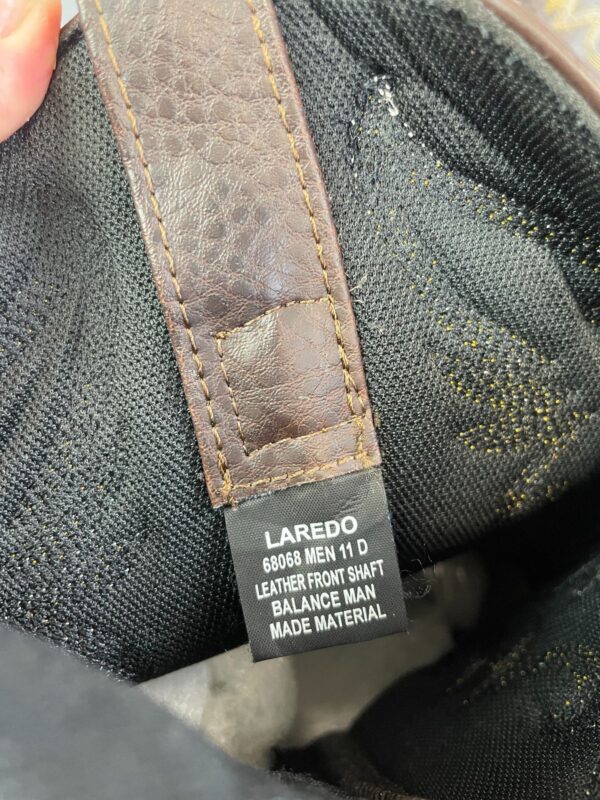 LAREDO
68068 MEN 11 D
LEATHER FRONT SHAFT
BALANCE MAN
MADE MATERIAL